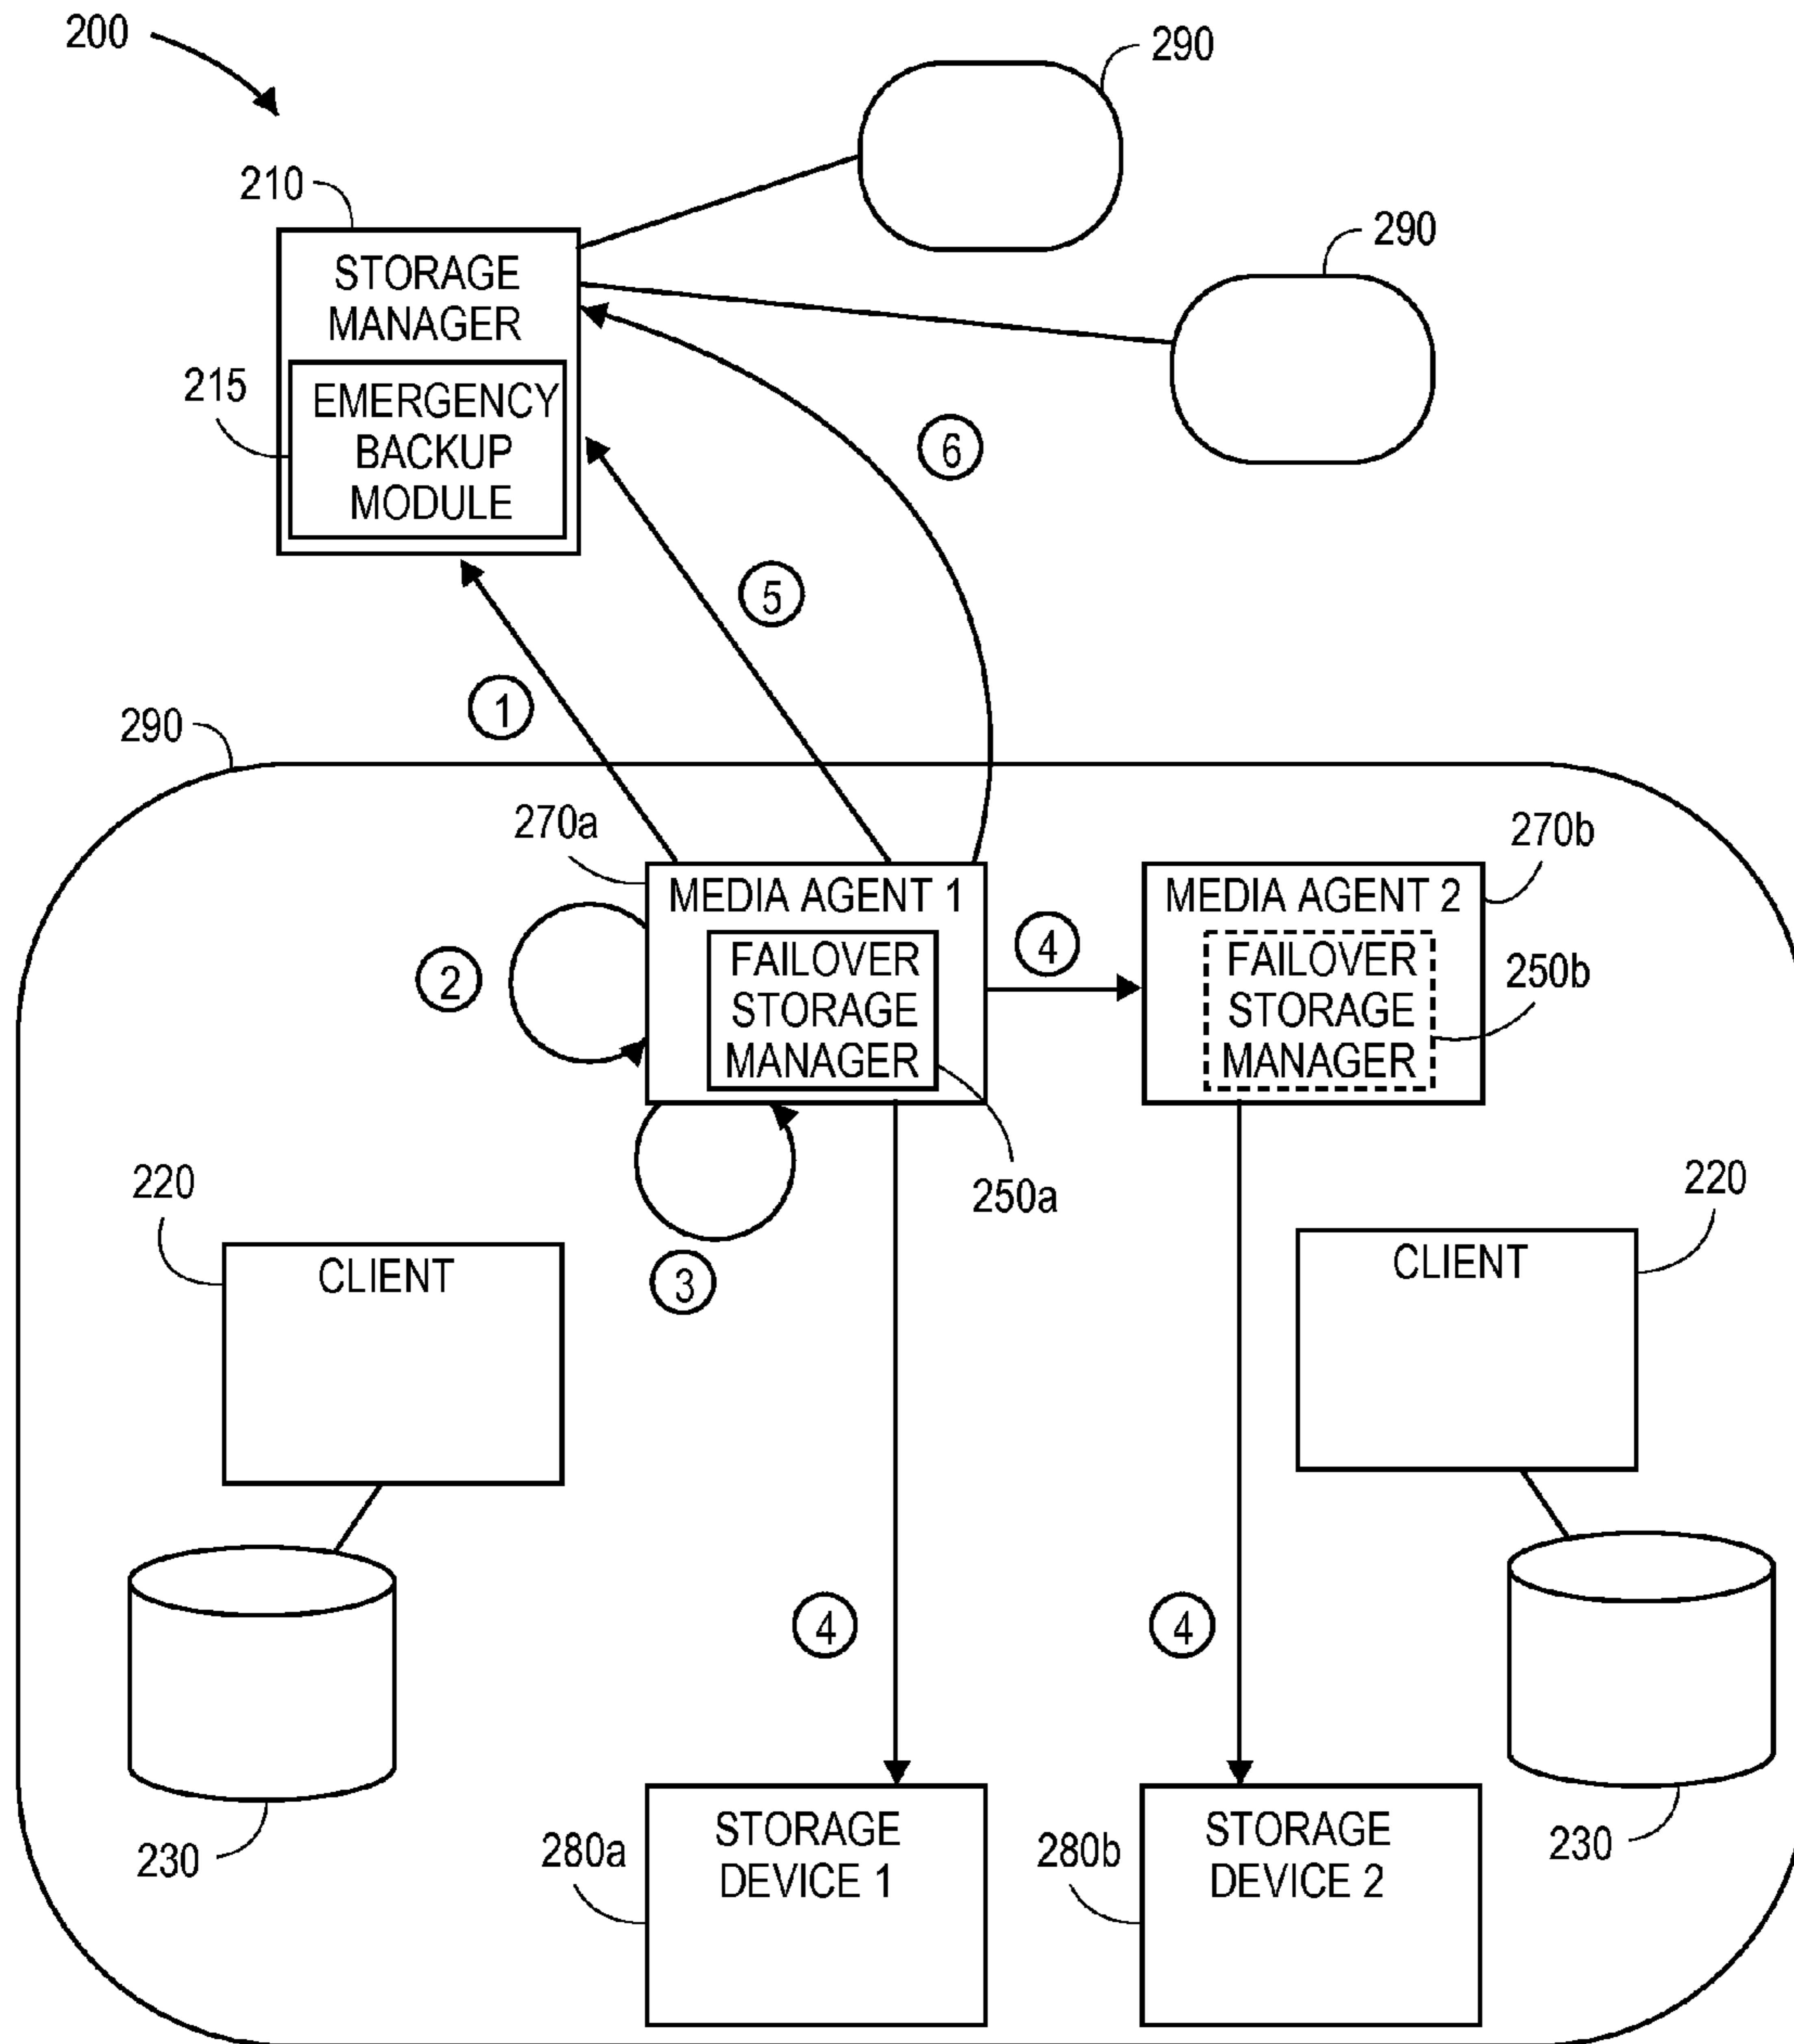 200
290
210
STORAGE
MANAGER
290
215
EMERGENCY
BACKUP
MODULE
6
5
1
290
270a
270b
MEDIA AGENT 1
MEDIA AGENT 2
4
2
FAILOVER
STORAGE
MANAGER
FAILOVER
STORAGE
MANAGER
250b
250a
220
220
CLIENT
CLIENT
3
4
4
230
230
280a
STORAGE
DEVICE 1
280b
STORAGE
DEVICE 2